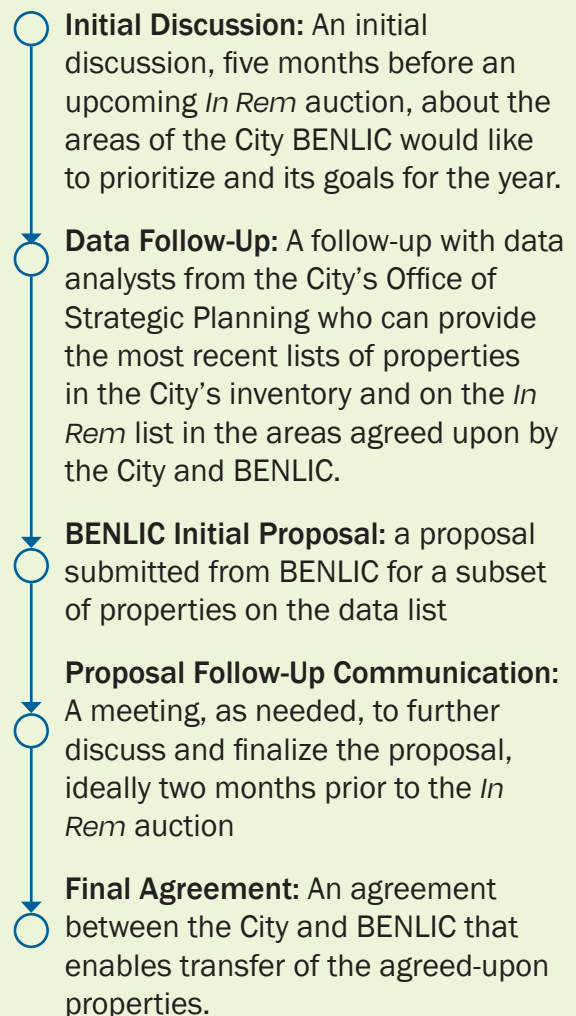 Initial Discussion: An initial
discussion, five months before an
upcoming In Rem auction, about the
areas of the City BENLIC would like
to prioritize and its goals for the year.
Data Follow-Up: A follow-up with data
analysts from the City’s Office of
Strategic Planning who can provide
the most recent lists of properties
in the City’s inventory and on the In
Rem list in the areas agreed upon by
the City and BENLIC.
BENLIC Initial Proposal: a proposal
submitted from BENLIC for a subset
of properties on the data list
Proposal Follow-Up Communication:
A meeting, as needed, to further
discuss and finalize the proposal,
ideally two months prior to the In
Rem auction
Final Agreement: An agreement
between the City and BENLIC that
enables transfer of the agreed-upon
properties.